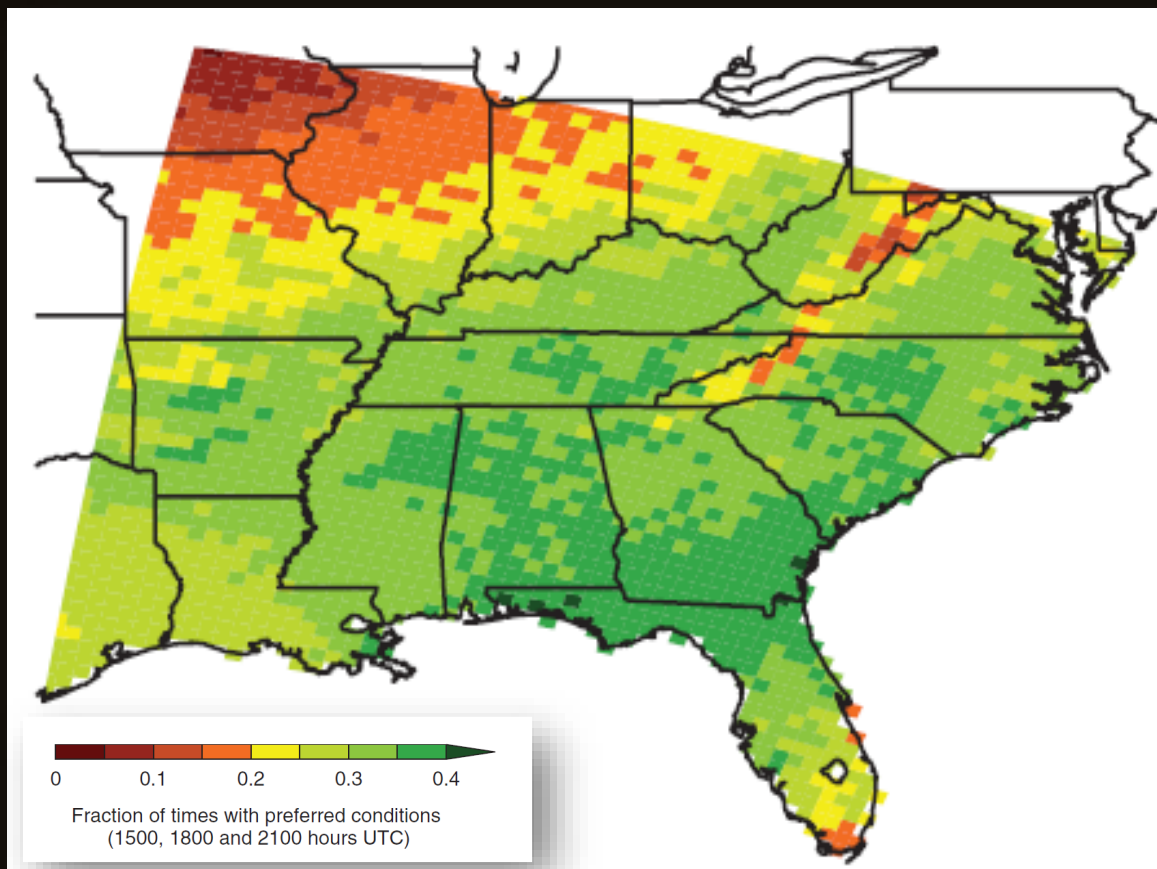 0 0.1 0.2 0.3 0.4
Fraction of times with preferred conditions
(1500, 1800 and 2100 hours UTC)